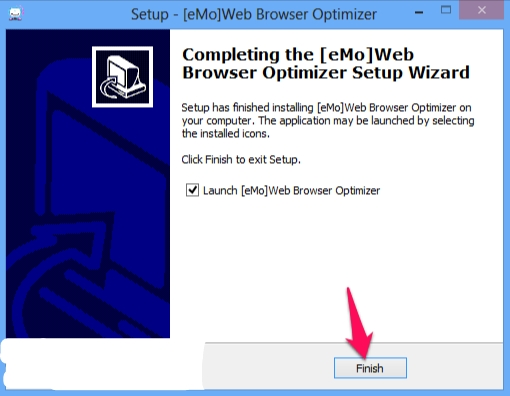 Setup - [eMo]Web Browser Optimizer
Completing the [eMo]Web
Browser Optimizer Setup Wizard
Setup has finished installing [eMo]Web Browser Optimizer on
your computer. The application may be launched by selecting
the installed icons.
Click Finish to exit Setup.
Launch [eMo]Web Browser Optimizer
Finish